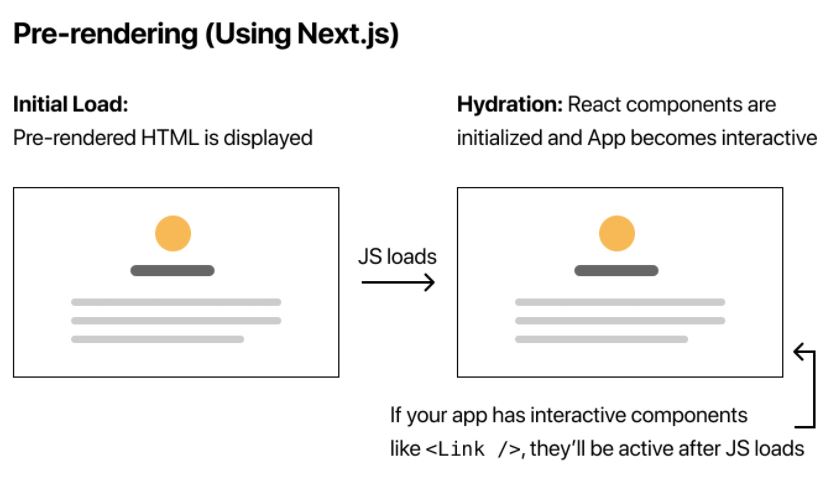 Pre-rendering (Using Next.js)
Initial Load:
Pre-rendered HTML is displayed
Hydration: React components are
initialized and App becomes interactive
JS loads
If your app has interactive components
like <Link />, they’ll be active after JS loads